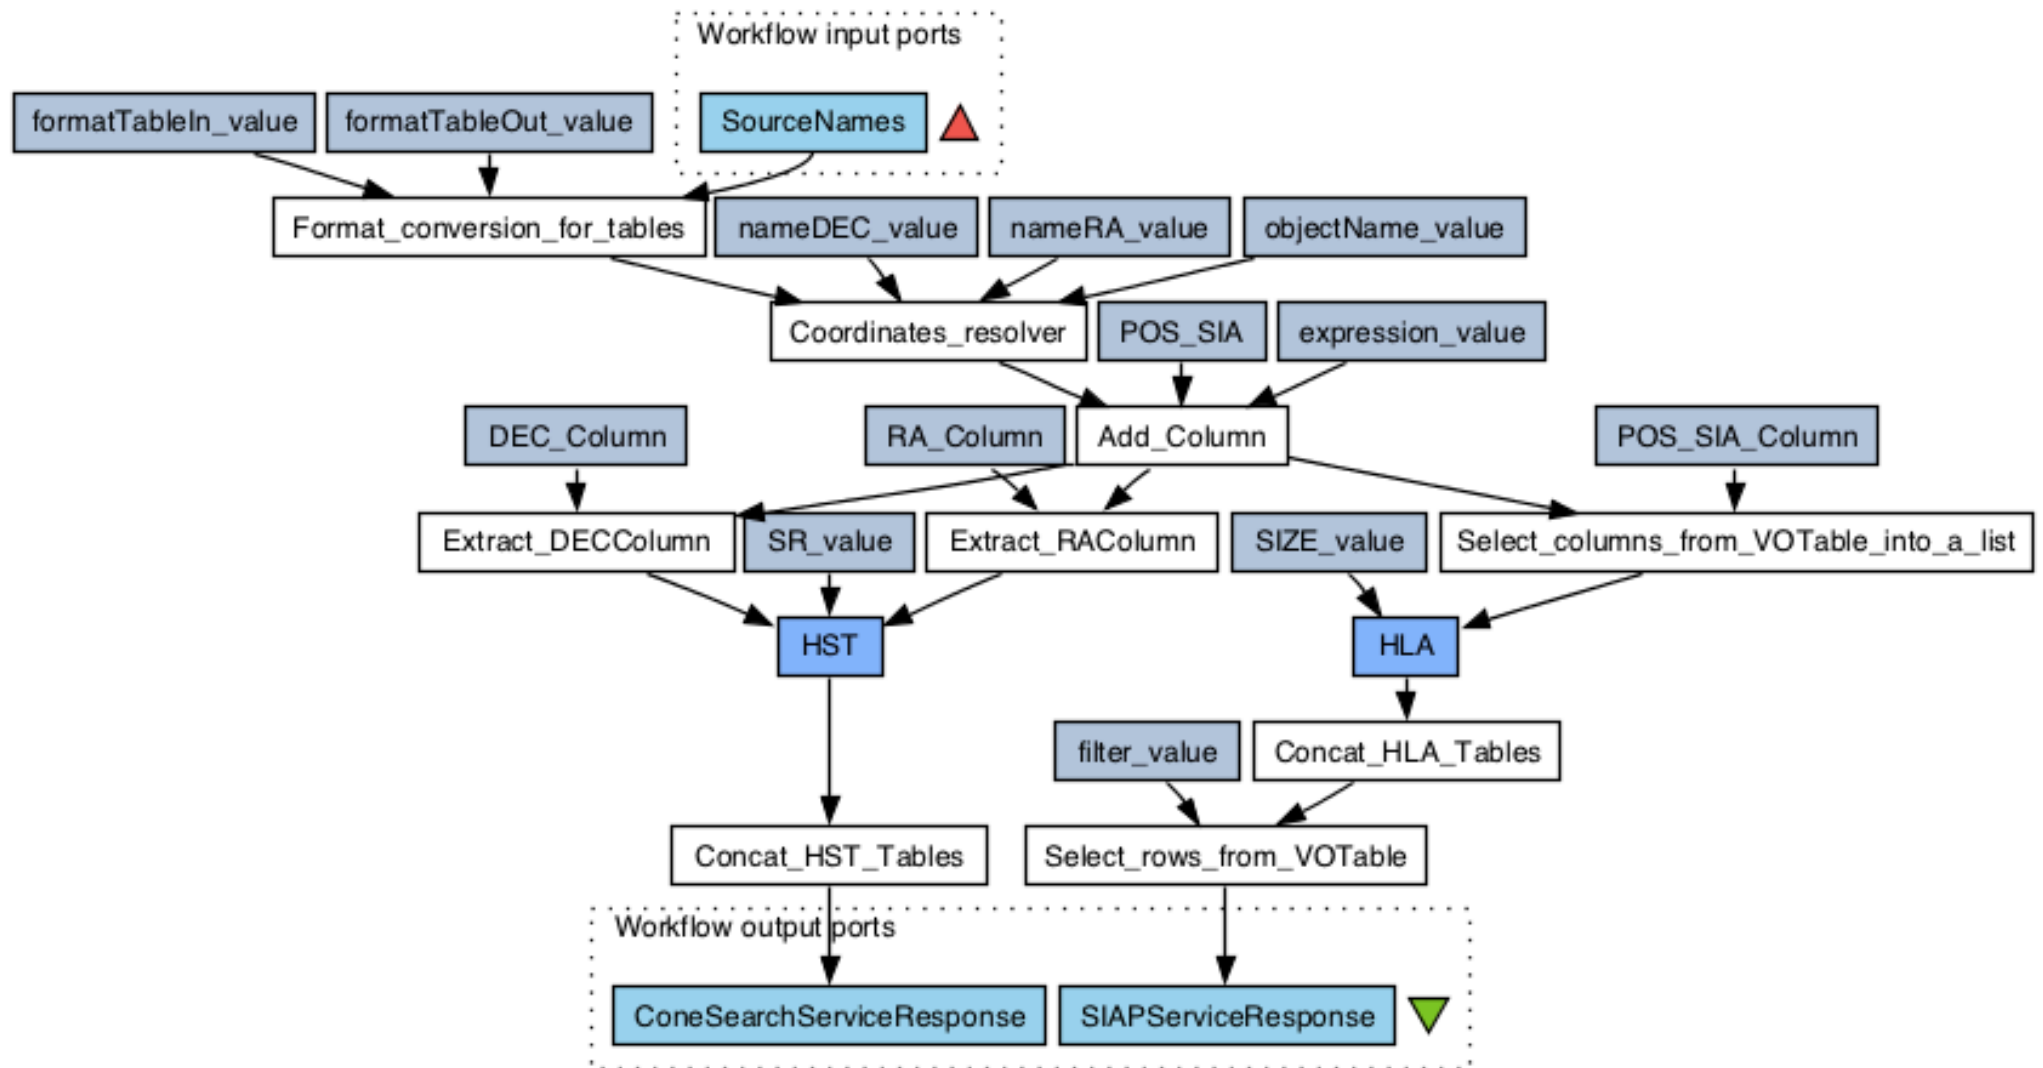 Workflow input ports
formatTableIn_value
formatTableOut_value
SourceNames
Format_conversion_for_tables
nameDEC_value
nameRA_value
objectName_value
Coordinates_resolver
POS_SIA
expression_value
DEC_Column
RA_Column
Add_Column
POS_SIA_Column
Extract_DECColumn
SR_value
Extract_RAColumn
SIZE_value
Select_columns_from_VOTable_into_a_list
HST
HLA
filter_value
Concat_HLA_Tables
Concat_HST_Tables
Select_rows_from_VOTable
Workflow output ports
ConeSearchServiceResponse
SIAPServiceResponse